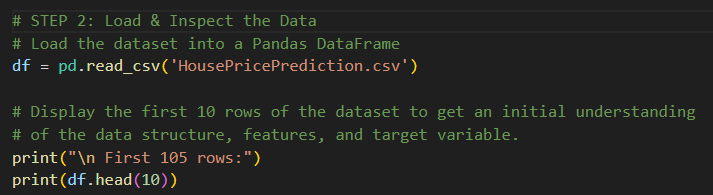 # STEP 2: Load & Inspect the Data
# Load the dataset into a Pandas DataFrame
df = pd.read_csv('HousePricePrediction.csv')
# Display the first 10 rows of the dataset to get an initial understanding
# of the data structure, features, and target variable.
print("\n First 105 rows:")
print(df.head(10))